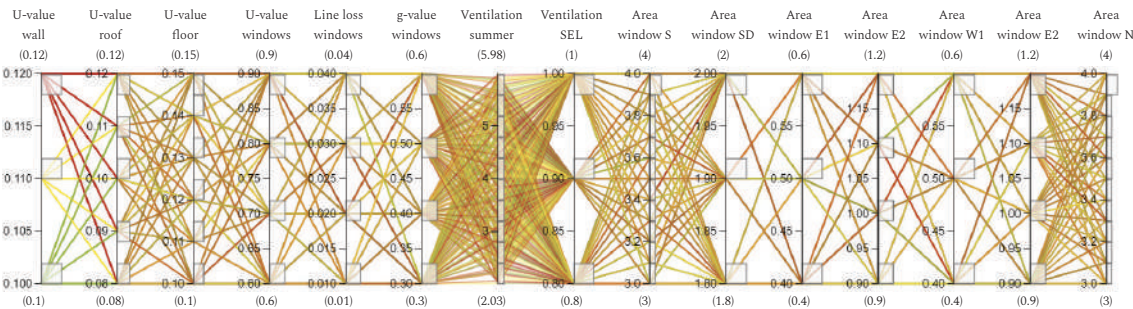 U-value U-value U-value U-value Line loss g-value Ventilation Ventilation Area Area Area Area Area Area Area
wall roof floor windows windows windows summer SEL window S window SD window E1 window E2 window W1 window E2 window N
(0.12) (0.12) (0.15) (0.9) (0.04) (0.6) (5.98) (1) (4) (2) (0.6) (1.2) (0.6) (1.2) (4)
0.120 0.12 0.15 0.90 0.040 1.00 4.0 2.00 4.0
0.14 0.85 0.55 1.15 1.15
0.115 0.11 5 0.95 1.95 0.55 0.55
0.13 0.030 0.50 3.6 1.10 1.10 3.6
0.110 0.10 4 0.90 1.90 0.50 0.50 1.05 1.05
0.12 0.70 0.020 0.40 1.00 1.00
0.105 0.09 0.11 0.65 0.015 0.35 3 0.85 3.2 0.45 0.95 0.45 0.95 3.2
0.100 0.08 0.1 0.60 0.010 0.30 0.80 3.0 1.80 0.40 0.90 0.40 0.90 3.0
(0.1) (0.08) (0.1) (0.6) (0.01) (0.3) (2.03) (0.8) (3) (1.8) (0.4) (0.9) (0.4) (0.9) (3)